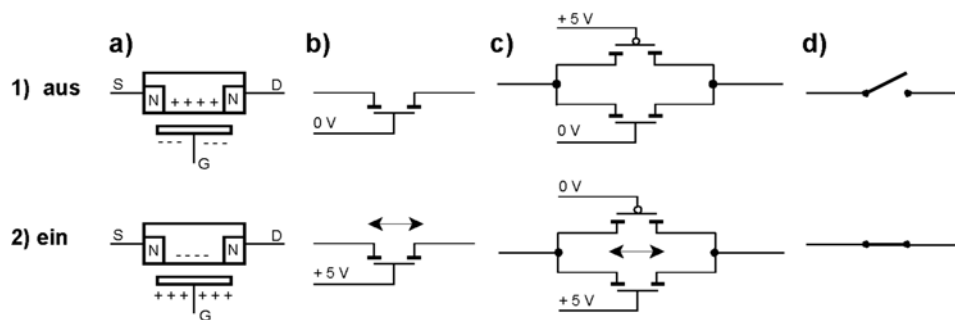 a) b) c) d)
+ 5 V
1) aus S N + + + + N D
- - - - - -
G
0 V
0 V
0 V
2) ein S N - - - - N D
+ + + + + +
G
+ 5 V
+ 5 V